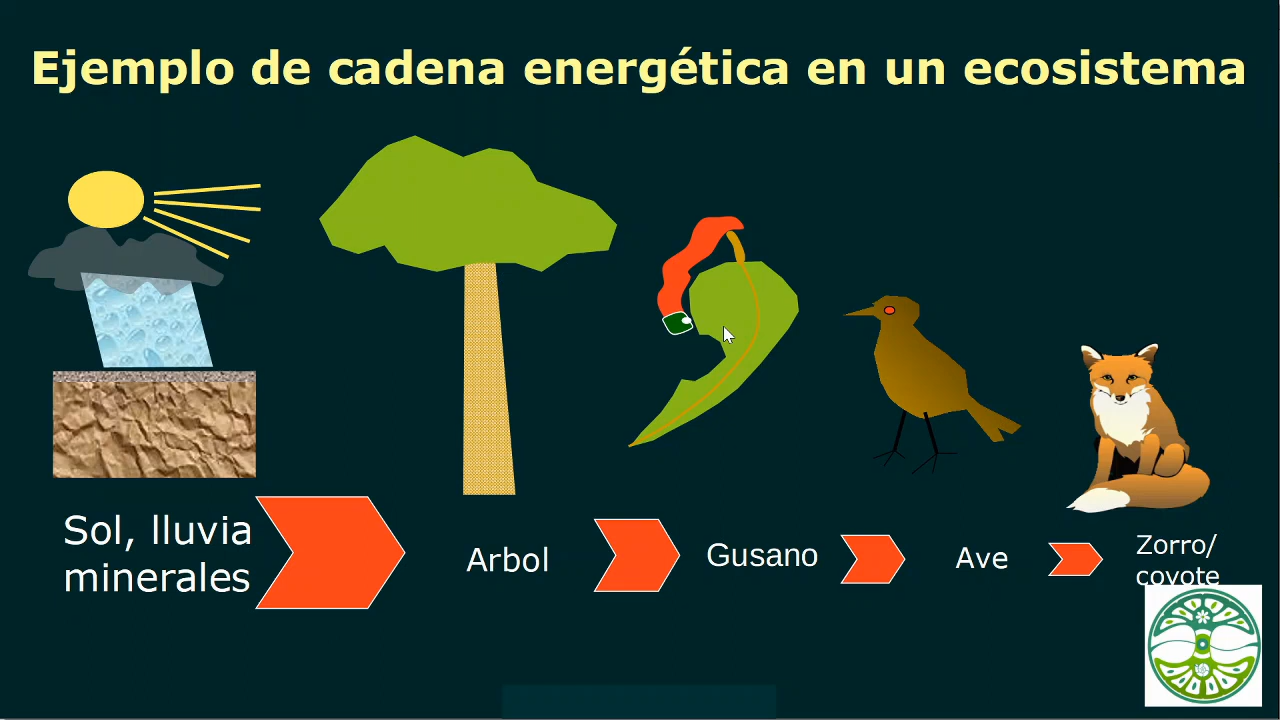 Ejemplo de cadena energética en un ecosistema
Sol, lluvia
minerales
Arbol
Gusano
Ave
Zorro/
coyote